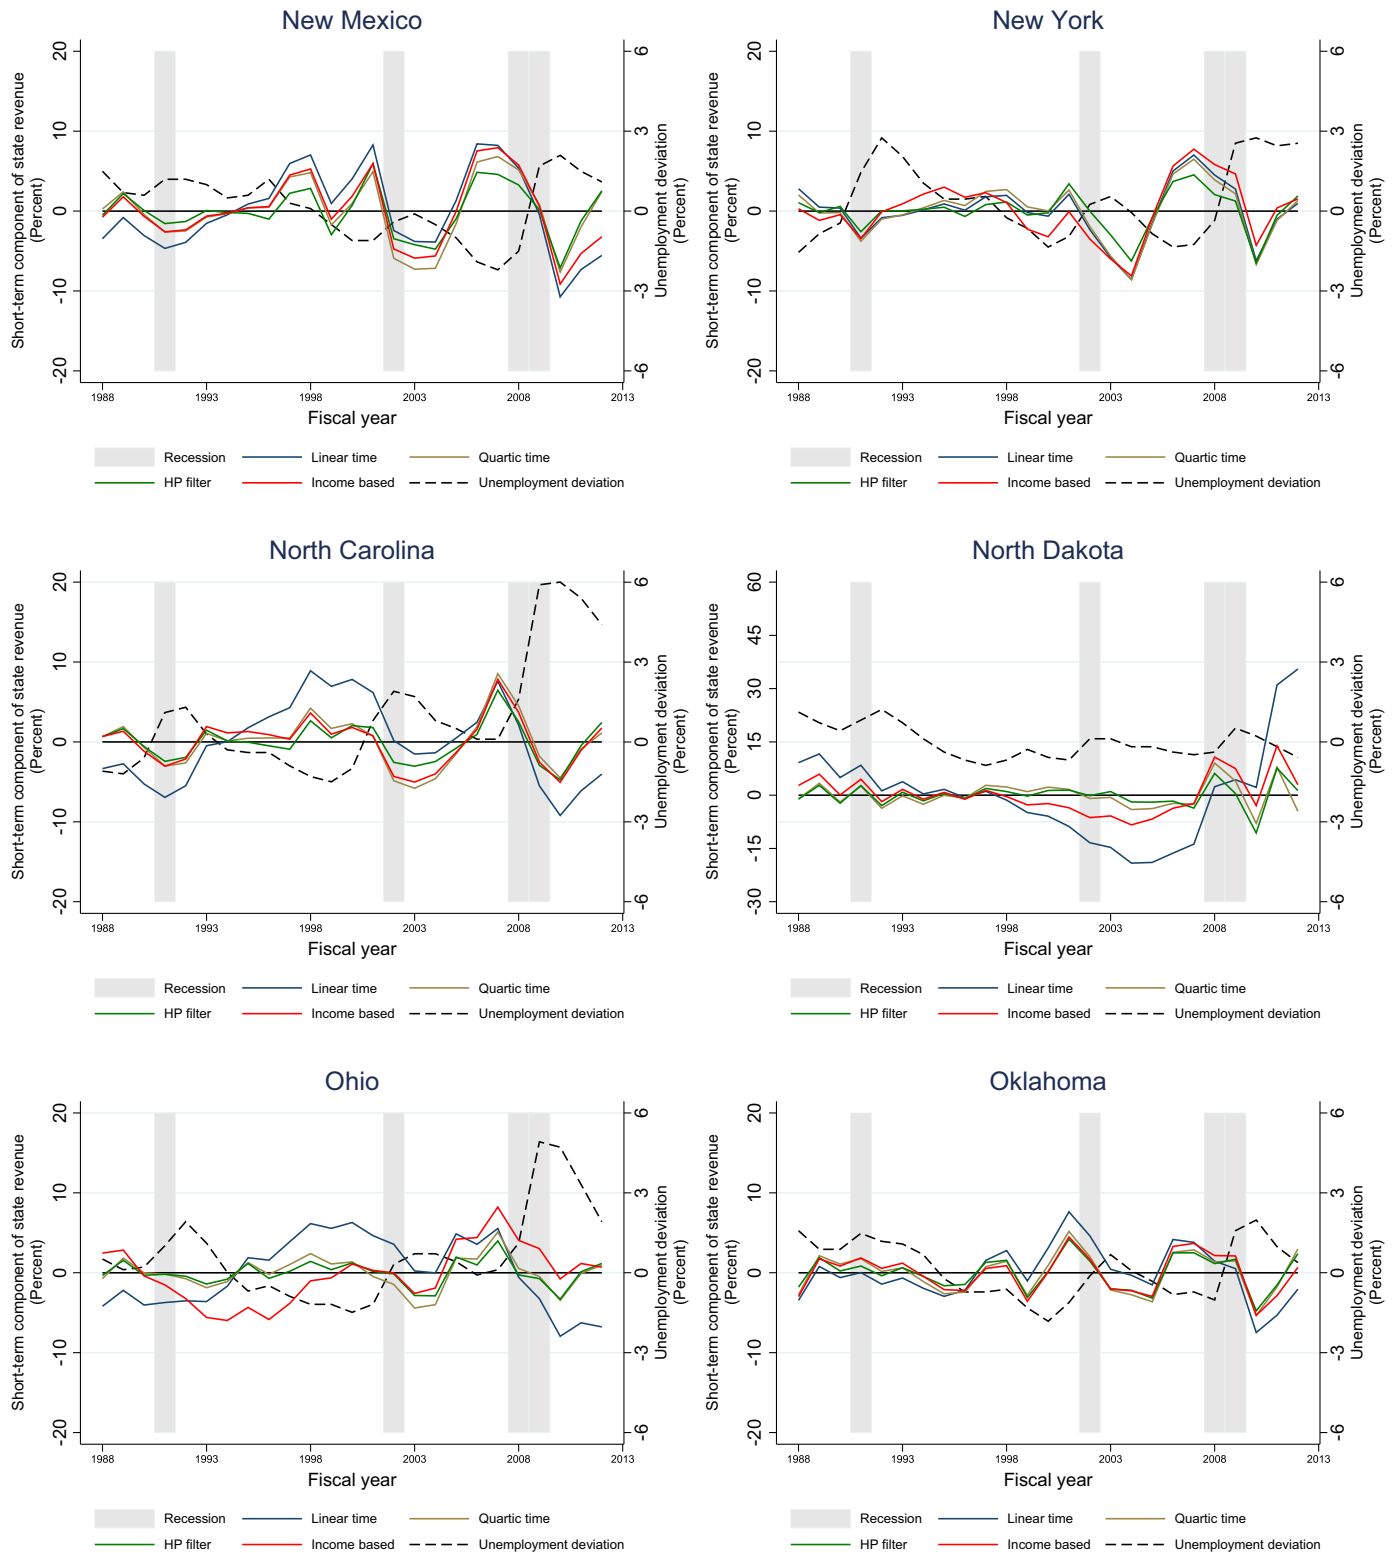 New Mexico
Short-term component of state revenue
(Percent)
20
10
0
-10
-20
6
3
0
-3
-6
Unemployment deviation
(Percent)
1988 1993 1998 2003 2008 2013
Fiscal year
Recession Linear time Quartic time
HP filter Income based Unemployment deviation
New York
Short-term component of state revenue
(Percent)
20
10
0
-10
-20
6
3
0
-3
-6
Unemployment deviation
(Percent)
1988 1993 1998 2003 2008 2013
Fiscal year
Recession Linear time Quartic time
HP filter Income based Unemployment deviation
North Carolina
Short-term component of state revenue
(Percent)
20
10
0
-10
-20
6
3
0
-3
-6
Unemployment deviation
(Percent)
1988 1993 1998 2003 2008 2013
Fiscal year
Recession Linear time Quartic time
HP filter Income based Unemployment deviation
North Dakota
Short-term component of state revenue
(Percent)
60
45
30
15
0
-15
-30
6
3
0
-3
-6
Unemployment deviation
(Percent)
1988 1993 1998 2003 2008 2013
Fiscal year
Recession Linear time Quartic time
HP filter Income based Unemployment deviation
Ohio
Short-term component of state revenue
(Percent)
20
10
0
-10
-20
6
3
0
-3
-6
Unemployment deviation
(Percent)
1988 1993 1998 2003 2008 2013
Fiscal year
Recession Linear time Quartic time
HP filter Income based Unemployment deviation
Oklahoma
Short-term component of state revenue
(Percent)
20
10
0
-10
-20
6
3
0
-3
-6
Unemployment deviation
(Percent)
1988 1993 1998 2003 2008 2013
Fiscal year
Recession Linear time Quartic time
HP filter Income based Unemployment deviation